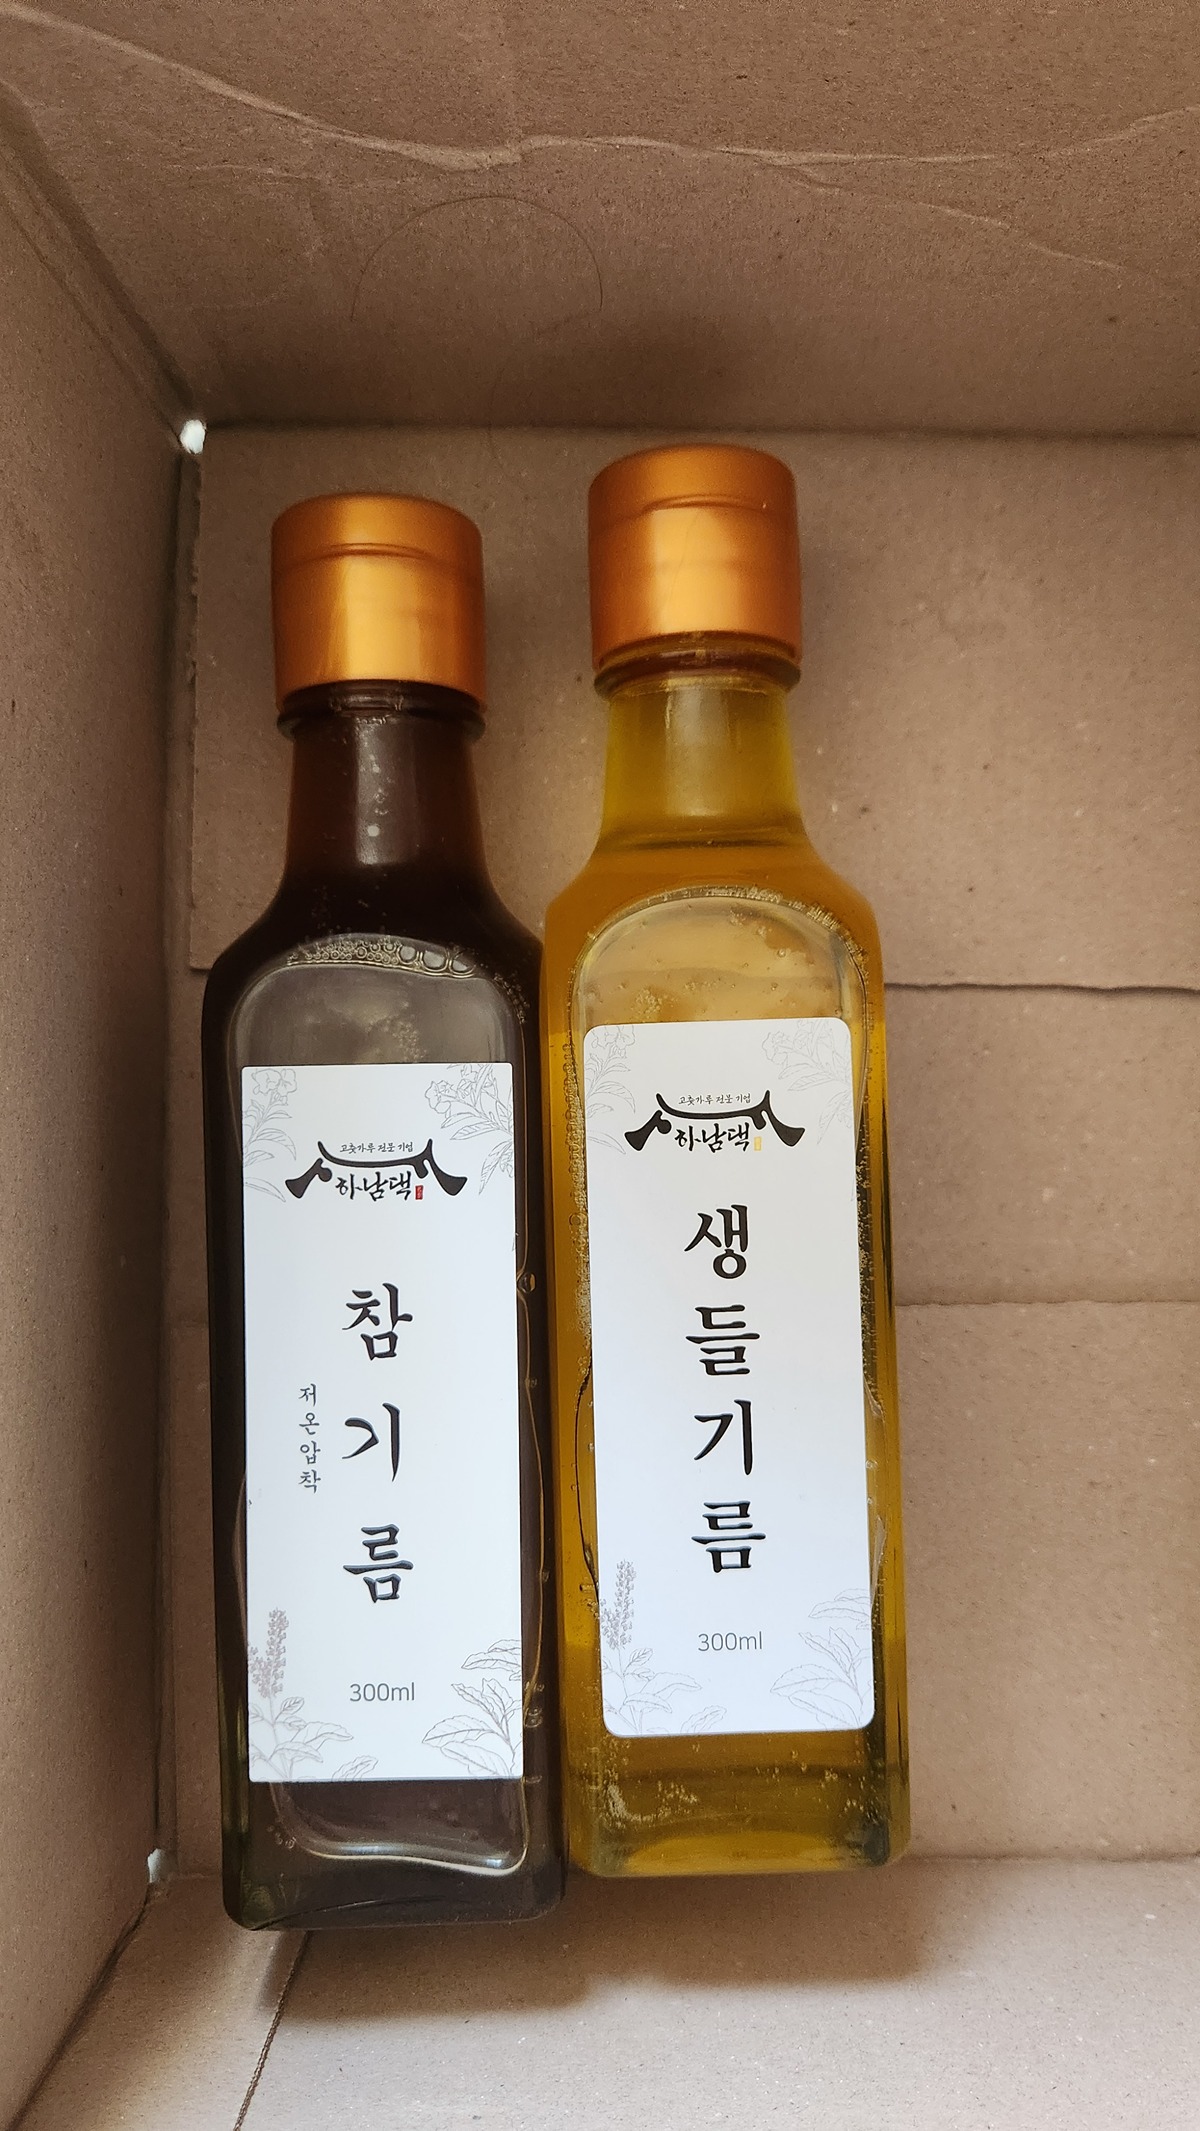 고춧가루 전문 기업
하남댁
참기름
저온압착
300ml
고춧가루 전문 기업
하남댁
생들기름
300ml